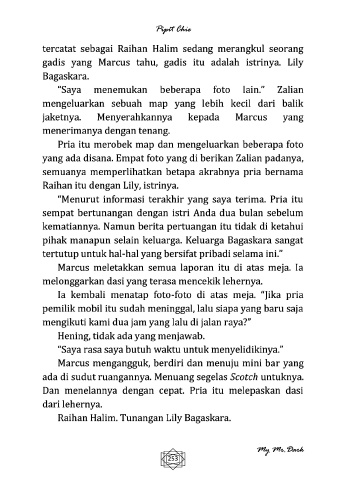 Pipit Chie
tercatat sebagai Raihan Halim sedang merangkul seorang
gadis yang Marcus tahu, gadis itu adalah istrinya. Lily
Bagaskara.
"Saya menemukan beberapa foto lain." Zalian
mengeluarkan sebuah map yang lebih kecil dari balik
jaketnya. Menyerahkannya kepada Marcus yang
menerimanya dengan tenang.
Pria itu merobek map dan mengeluarkan beberapa foto
yang ada disana. Empat foto yang di berikan Zalian padanya,
semuanya memperlihatkan betapa akrabnya pria bernama
Raihan itu dengan Lily, istrinya.
"Menurut informasi terakhir yang saya terima. Pria itu
sempat bertunangan dengan istri Anda dua bulan sebelum
kematiannya. Namun berita pertuangan itu tidak di ketahui
pihak manapun selain keluarga. Keluarga Bagaskara sangat
tertutup untuk hal-hal yang bersifat pribadi selama ini."
Marcus meletakkan semua laporan itu di atas meja. Ia
melonggarkan dasi yang terasa mencekik lehernya.
Ia kembali menatap foto-foto di atas meja. "Jika pria
pemilik mobil itu sudah meninggal, lalu siapa yang baru saja
mengikuti kami dua jam yang lalu di jalan raya?"
Hening, tidak ada yang menjawab.
"Saya rasa saya butuh waktu untuk menyelidikinya."
Marcus mengangguk, berdiri dan menuju mini bar yang
ada di sudut ruangannya. Menuang segelas Scotch untuknya.
Dan menelannya dengan cepat. Pria itu melepaskan dasi
dari lehernya.
Raihan Halim. Tunangan Lily Bagaskara.
253
My Mr. Dark